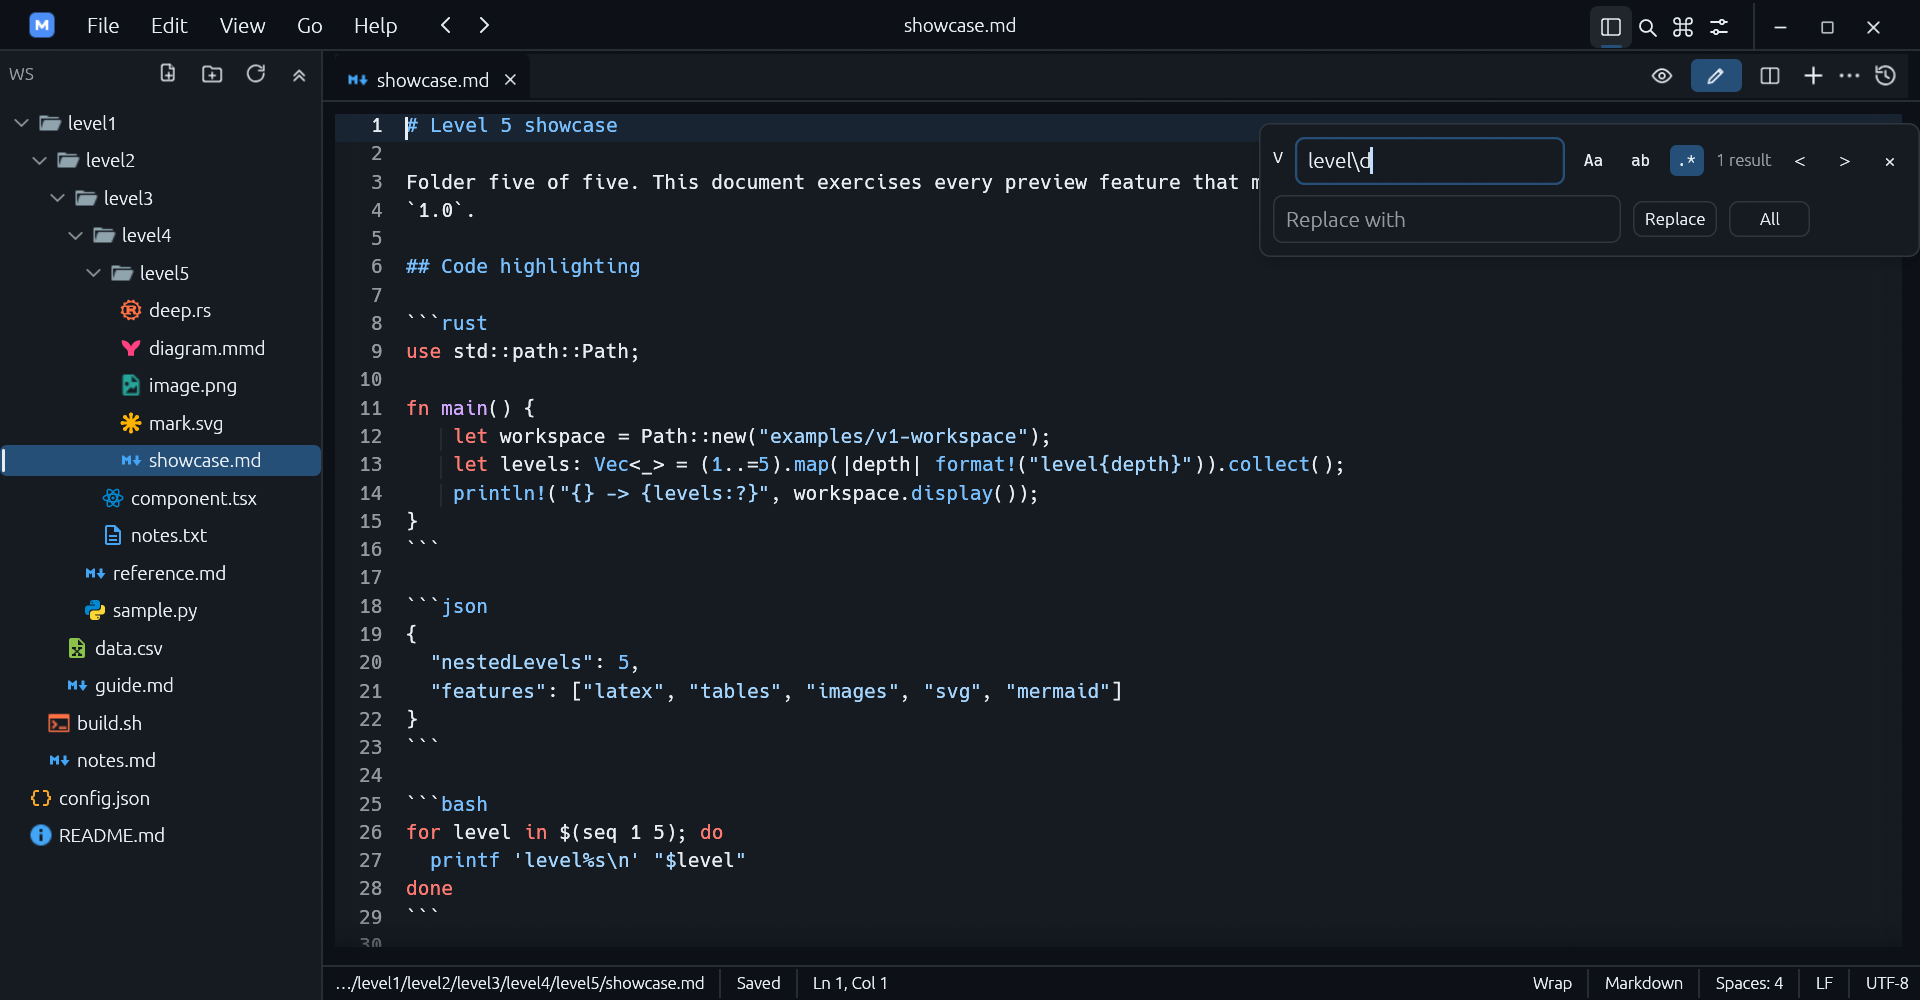 M File Edit View Go Help < > showcase.md
WS
level1
level2
level3
level4
level5
deep.rs
diagram.mmd
image.png
mark.svg
showcase.md
component.tsx
notes.txt
reference.md
sample.py
data.csv
guide.md
build.sh
notes.md
config.json
README.md
showcase.md
1 # Level 5 showcase
2
3 Folder five of five. This document exercises every preview feature that m
4 `1.0`.
5
6 ## Code highlighting
7
8 ```rust
9 use std::path::Path;
10
11 fn main() {
12     let workspace = Path::new("examples/v1-workspace");
13     let levels: Vec<_> = (1..=5).map(|depth| format!("level{depth}")).collect();
14     println!("{} -> {levels:?}", workspace.display());
15 }
16 ```
17
18 ```json
19 {
20   "nestedLevels": 5,
21   "features": ["latex", "tables", "images", "svg", "mermaid"]
22 }
23 ```
24
25 ```bash
26 for level in $(seq 1 5); do
27   printf 'level%s\n' "$level"
28 done
29 ```
30
V level\d Aa ab .* 1 result < > ×
Replace with Replace All
…/level1/level2/level3/level4/level5/showcase.md Saved Ln 1, Col 1 Wrap Markdown Spaces: 4 LF UTF-8